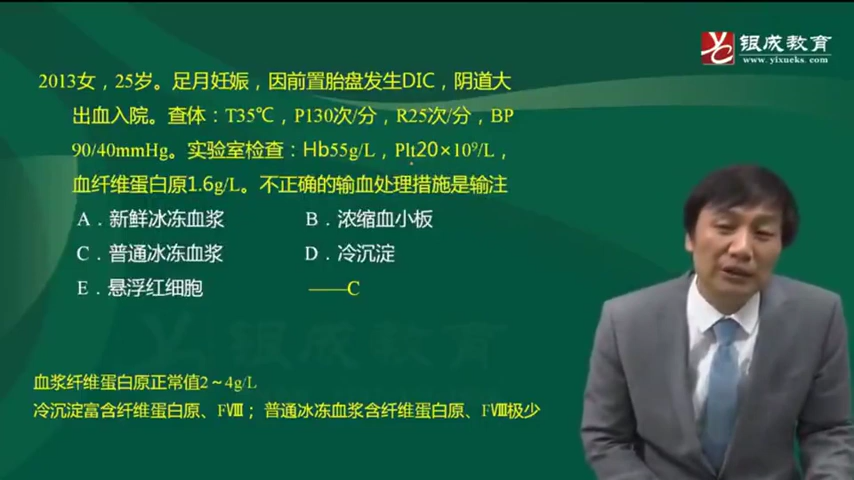 银成教育
www.yixueks.com
2013女，25岁。足月妊娠，因前置胎盘发生DIC，阴道大
出血入院。查体：T35℃，P130次/分，R25次/分，BP
90/40mmHg。实验室检查：Hb55g/L，Plt20×10⁹/L，
血纤维蛋白原1.6g/L。不正确的输血处理措施是输注
A．新鲜冰冻血浆 B．浓缩血小板
C．普通冰冻血浆 D．冷沉淀
E．悬浮红细胞 ——C
银成教育
血浆纤维蛋白原正常值2～4g/L
冷沉淀富含纤维蛋白原、FⅧ；普通冰冻血浆含纤维蛋白原、FⅧ极少